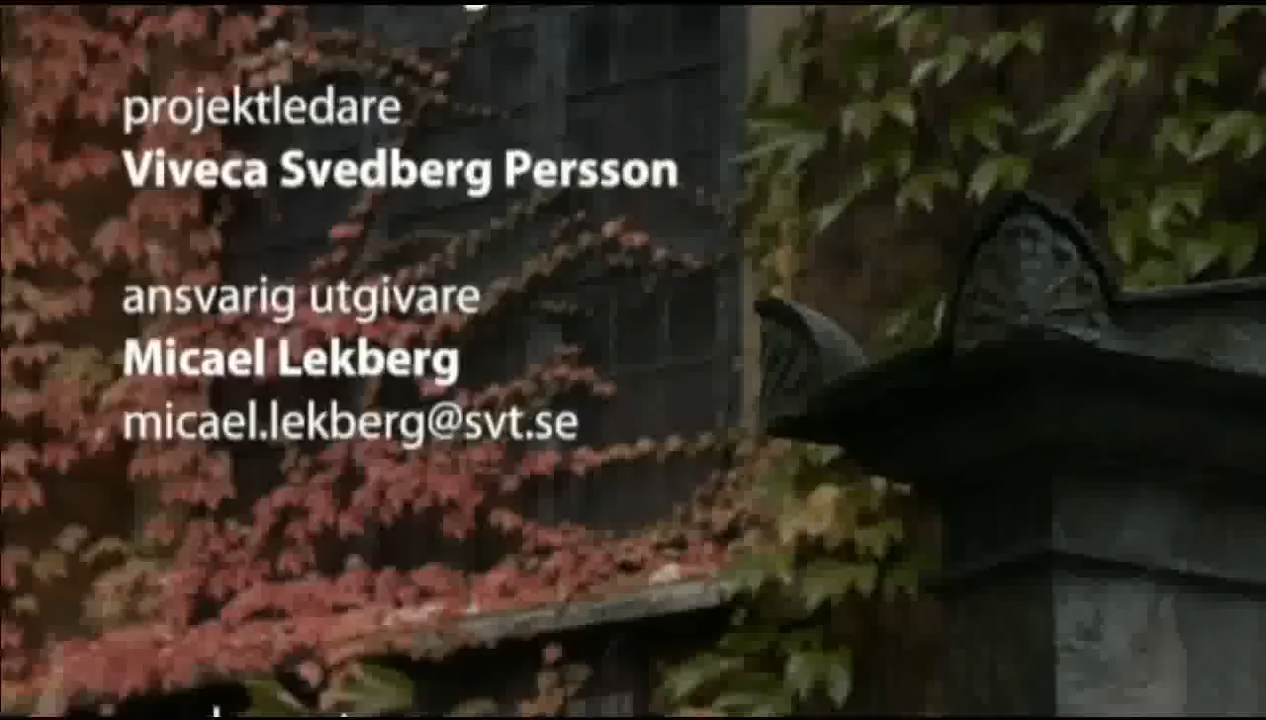 projektledare
Viveca Svedberg Persson
ansvarig utgivare
Micael Lekberg
micael.lekberg@svt.se